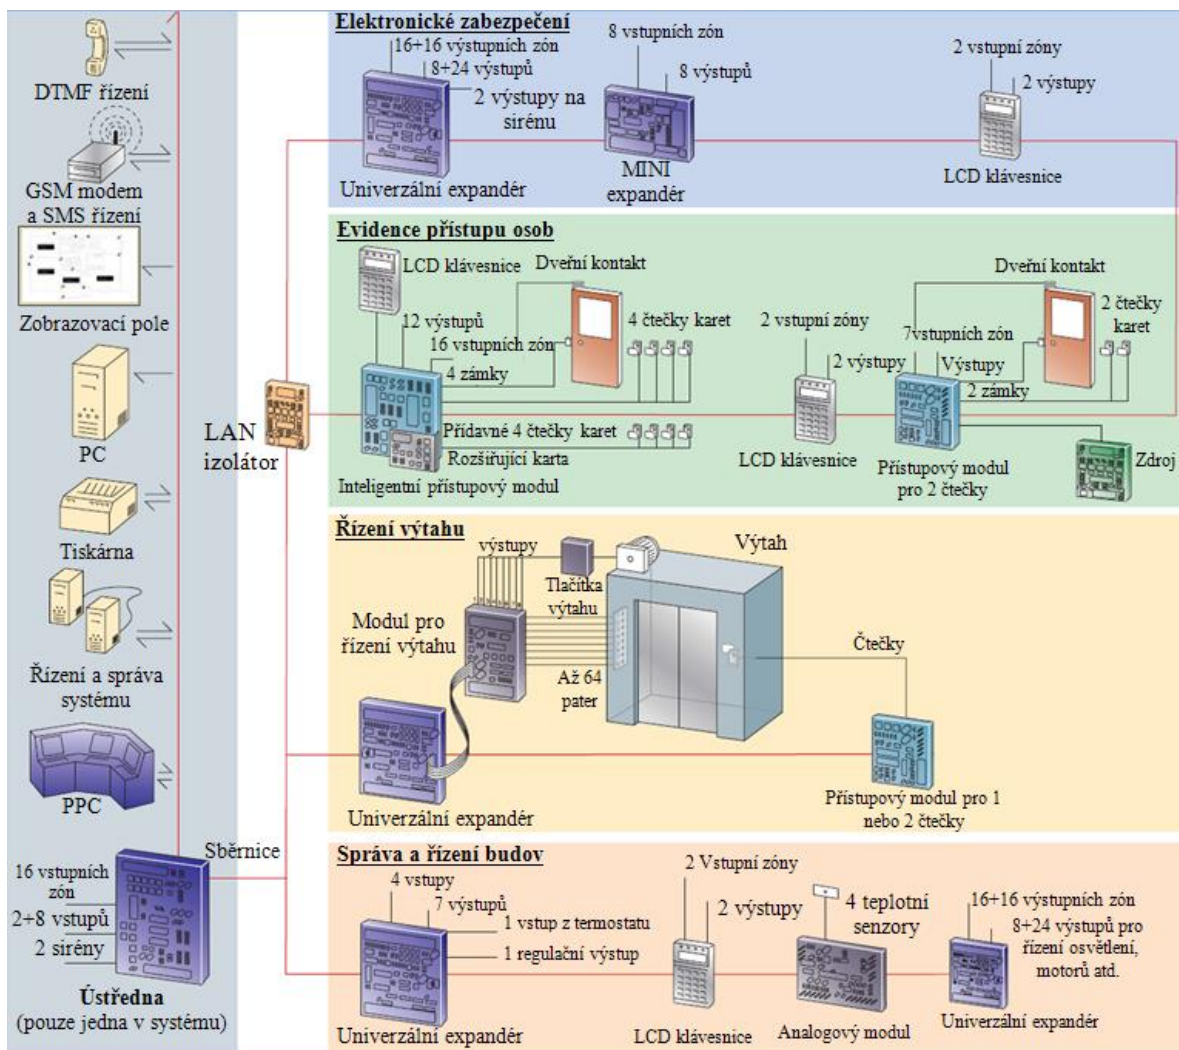 DTMF řízení
GSM modem
a SMS řízení
Zobrazovací pole
PC
Tiskárna
Řízení a správa
systému
PPC
16 vstupních
zón
2+8 vstupů
2 sirény
Ústředna
(pouze jedna v systému)
Sběrnice
LAN
izolátor
Elektronické zabezpečení
16+16 výstupních zón
8+24 výstupů
2 výstupy na
sirénu
Univerzální expandér
8 vstupních zón
8 výstupů
MINI
expandér
2 vstupní zóny
2 výstupy
LCD klávesnice
Evidence přístupu osob
LCD klávesnice
Dveřní kontakt
12 výstupů
16 vstupních zón
4 zámky
4 čtečky karet
Přídavné 4 čtečky karet
Rozšiřující karta
Inteligentní přístupový modul
2 vstupní zóny
2 výstupy
LCD klávesnice
Dveřní kontakt
7vstupních zón
Výstupy
2 zámky
2 čtečky
karet
Přístupový modul
pro 2 čtečky
Zdroj
Řízení výtahu
výstupy
Tlačítka
výtahu
Výtah
Modul pro
řízení výtahu
Až 64
pater
Čtečky
Univerzální expandér
Přístupový modul pro 1
nebo 2 čtečky
Správa a řízení budov
4 vstupy
7 výstupů
1 vstup z termostatu
1 regulační výstup
Univerzální expandér
2 Vstupní zóny
2 výstupy
LCD klávesnice
4 teplotní
senzory
Analogový modul
16+16 výstupních zón
8+24 výstupů pro
řízení osvětlení,
motorů atd.
Univerzální expandér